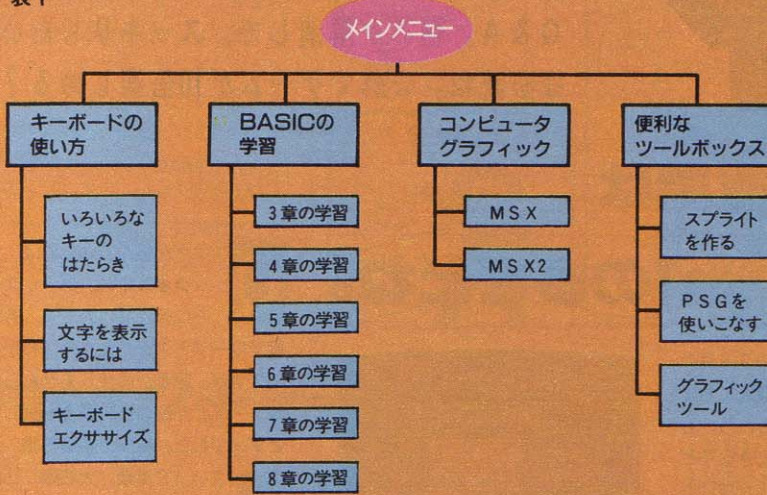 表1
メインメニュー
キーボードの
使い方
いろいろな
キーの
はたらき
文字を表示
するには
キーボード
エクササイズ
BASICの
学習
3章の学習
4章の学習
5章の学習
6章の学習
7章の学習
8章の学習
コンピュータ
グラフィック
MSX
MSX2
便利な
ツールボックス
スプライト
を作る
PSGを
使いこなす
グラフィック
ツール